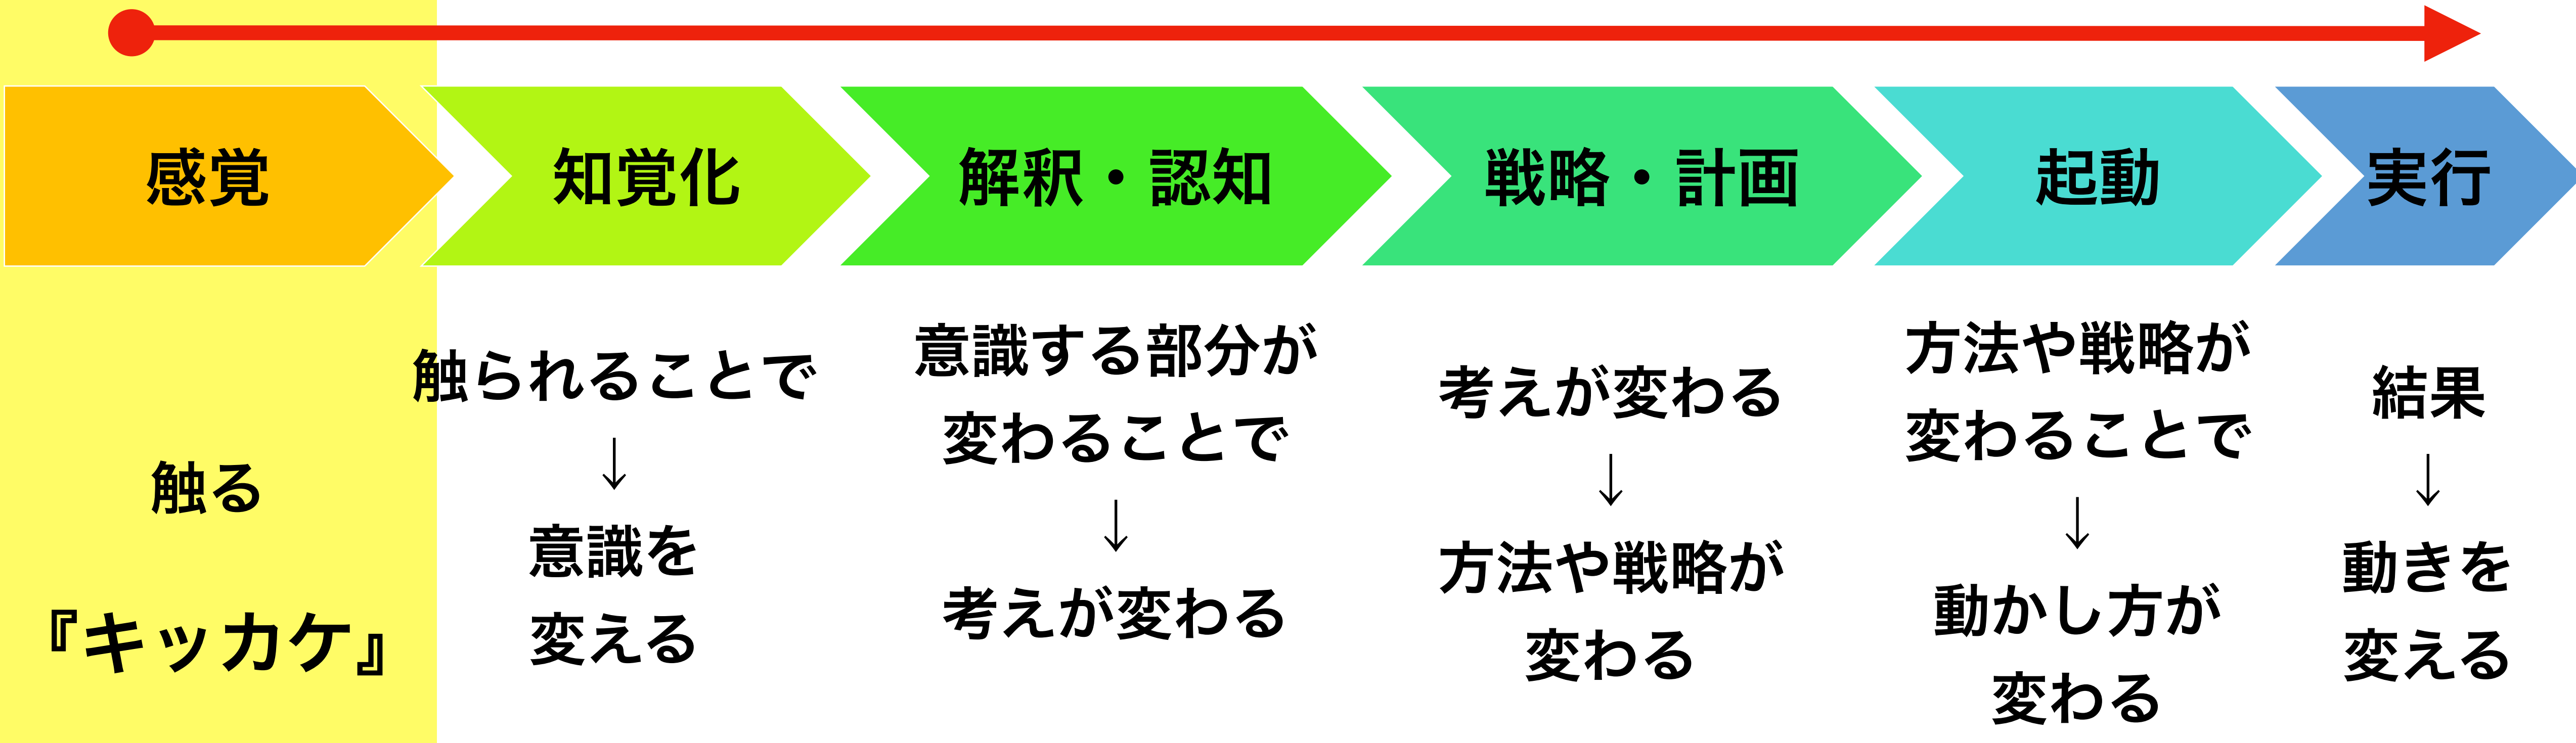 感覚
知覚化
解釈・認知
戦略・計画
起動
実行
触る
『キッカケ』
触られることで
↓
意識を
変える
意識する部分が
変わることで
↓
考えが変わる
考えが変わる
↓
方法や戦略が
変わる
方法や戦略が
変わることで
↓
動かし方が
変わる
結果
↓
動きを
変える